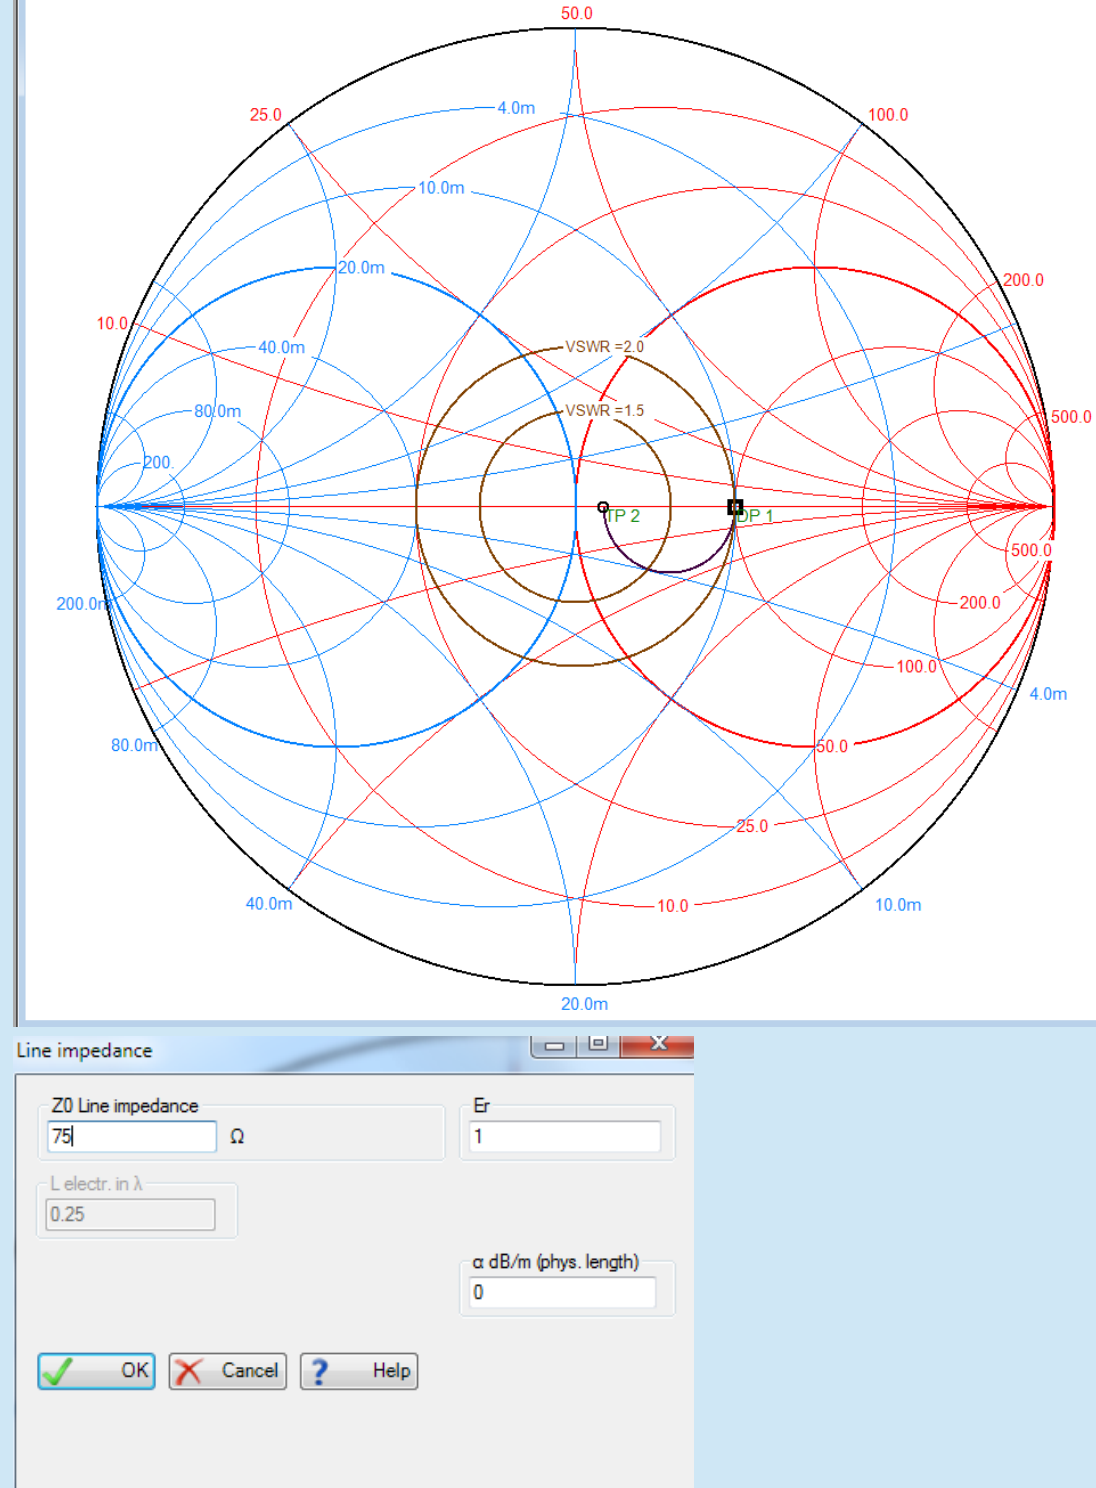 50.0
25.0
4.0m
100.0
10.0m
20.0m
200.0
10.0
40.0m
VSWR =2.0
80.0m
VSWR =1.5
500.0
200.
TP 2
DP 1
500.0
200.0m
200.0
100.0
4.0m
80.0m
50.0
25.0
40.0m
10.0
10.0m
20.0m
Line impedance
Z0 Line impedance
Er
75
Ω
1
L electr. in λ
0.25
α dB/m (phys. length)
0
OK
Cancel
? Help